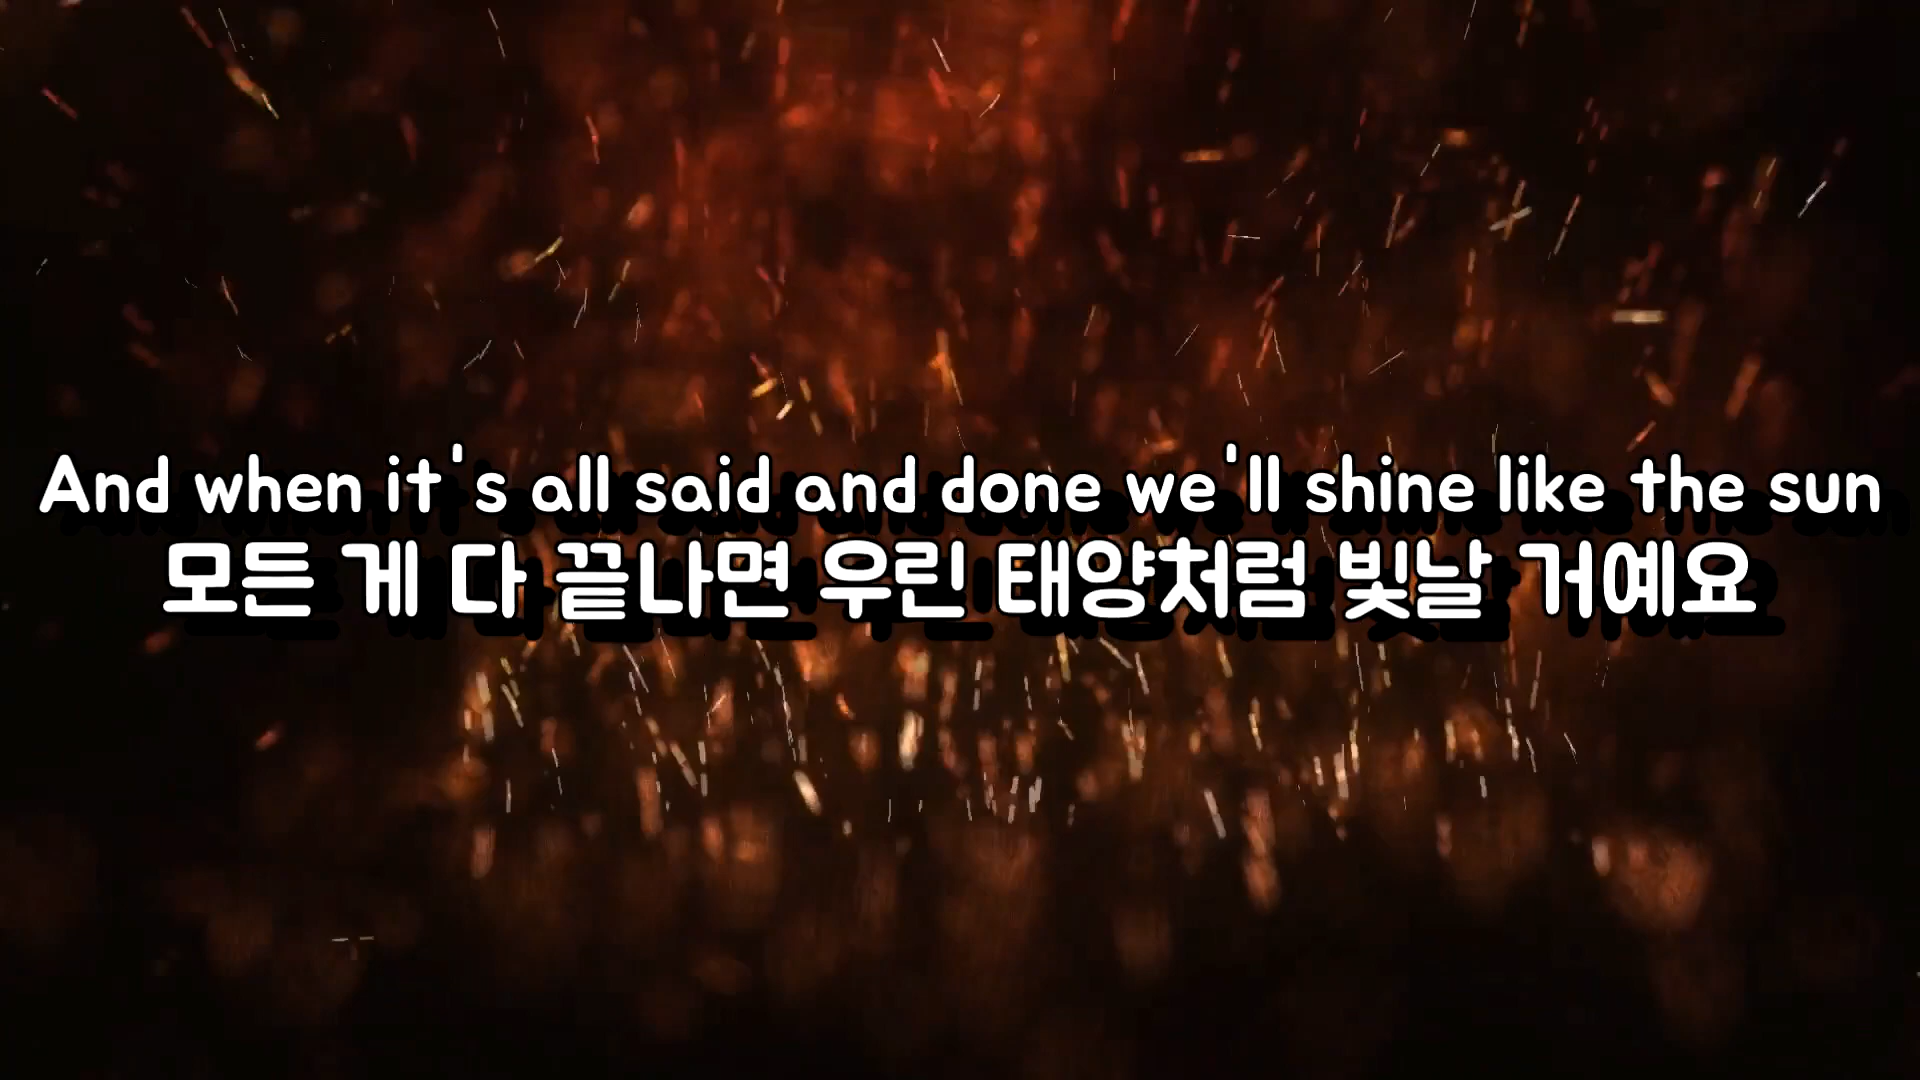 And when it's all said and done we'll shine like the sun
모든 게 다 끝나면 우린 태양처럼 빛날 거예요